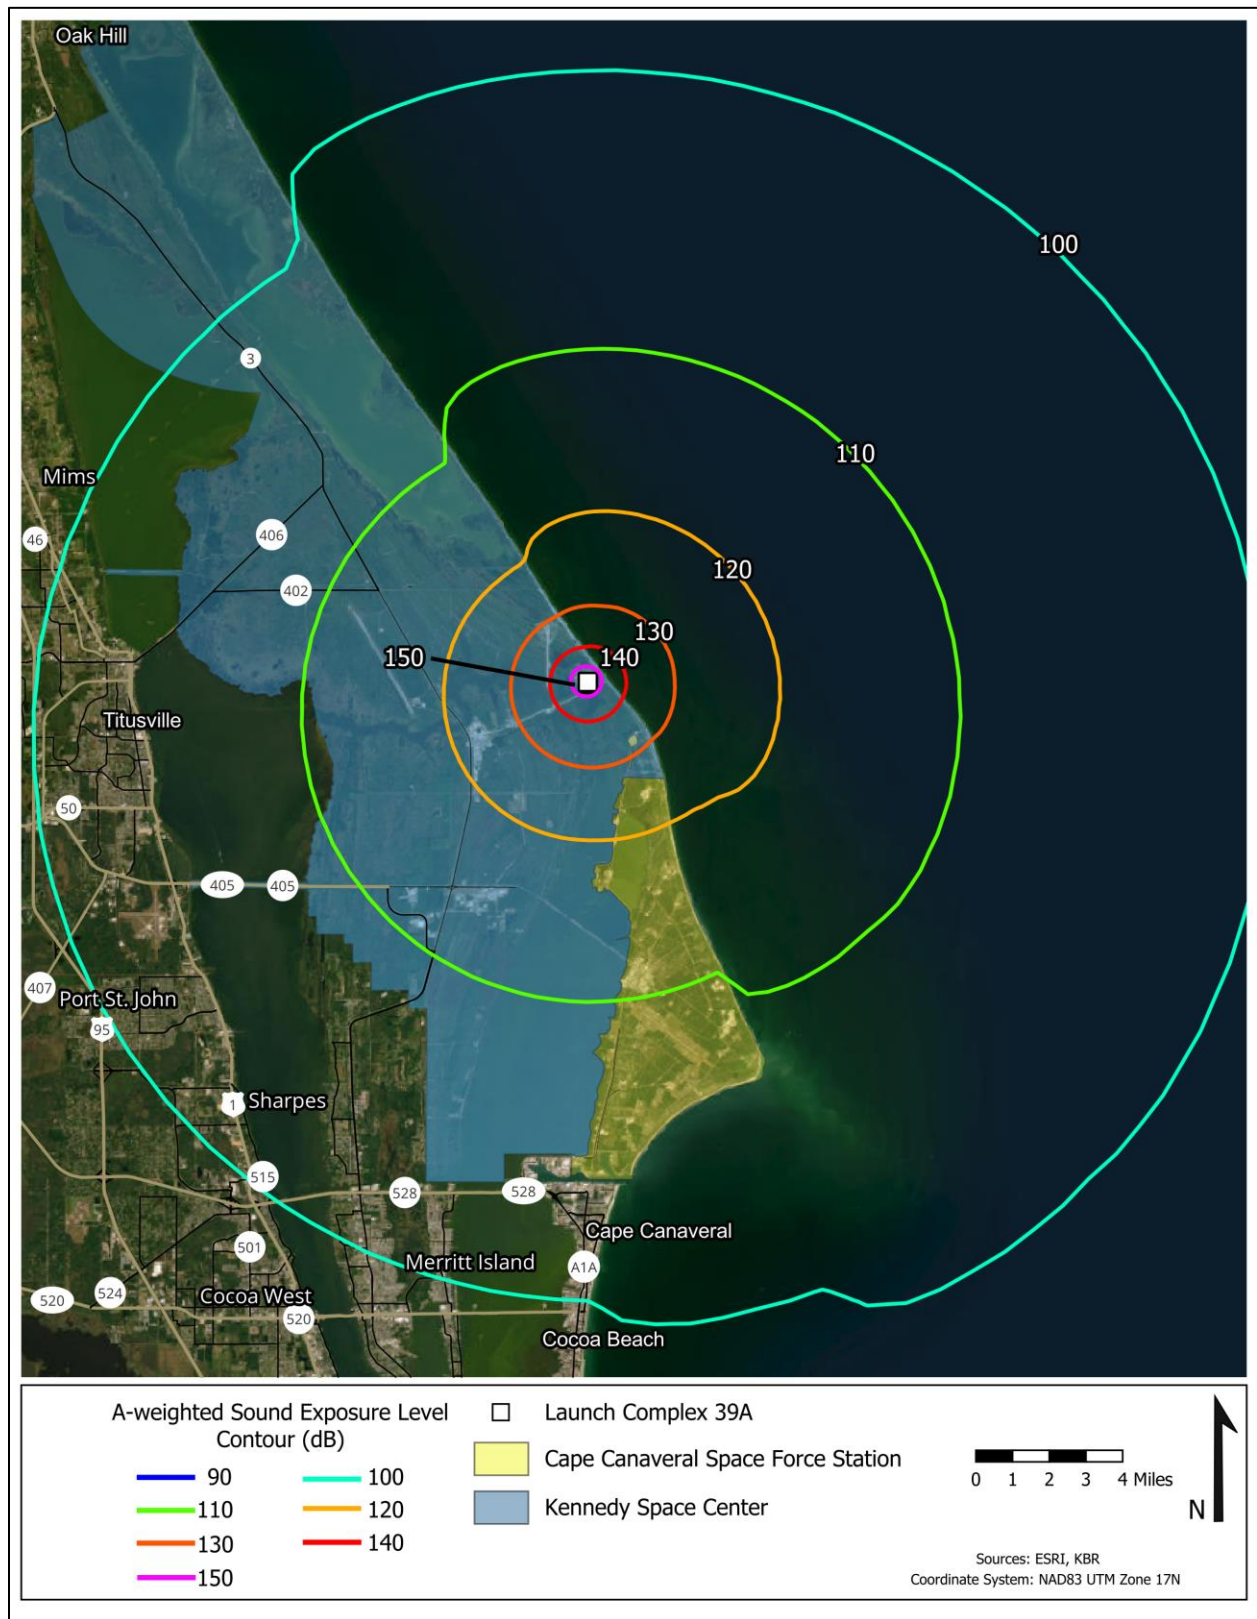 Oak Hill
100
3
110
Mims
406
46
120
402
130
140
150
Titusville
50
405
405
407
Port St. John
95
1
Sharpes
515
528
528
Cape Canaveral
501
Merritt Island
A1A
524
520
Cocoa West
520
Cocoa Beach
A-weighted Sound Exposure Level
Contour (dB)
90
100
110
120
130
140
150
Launch Complex 39A
Cape Canaveral Space Force Station
Kennedy Space Center
0 1 2 3 4 Miles
N
Sources: ESRI, KBR
Coordinate System: NAD83 UTM Zone 17N